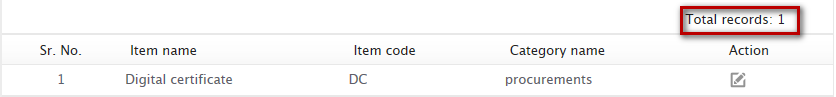 Total records: 1
Sr. No. Item name Item code Category name Action
1 Digital certificate DC procurements